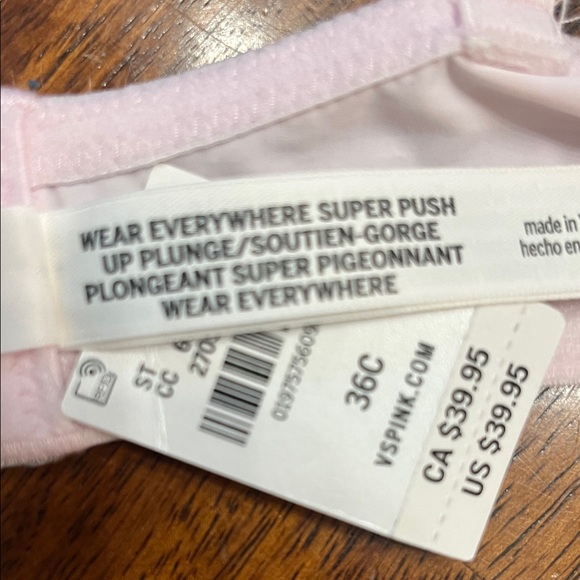 WEAR EVERYWHERE SUPER PUSH
UP PLUNGE/SOUTIEN-GORGE
PLONGEANT SUPER PIGEONNANT
WEAR EVERYWHERE
made in
hecho en
RFID
ST
CC
36C
VSPINK.COM
CA $39.95
US $39.95